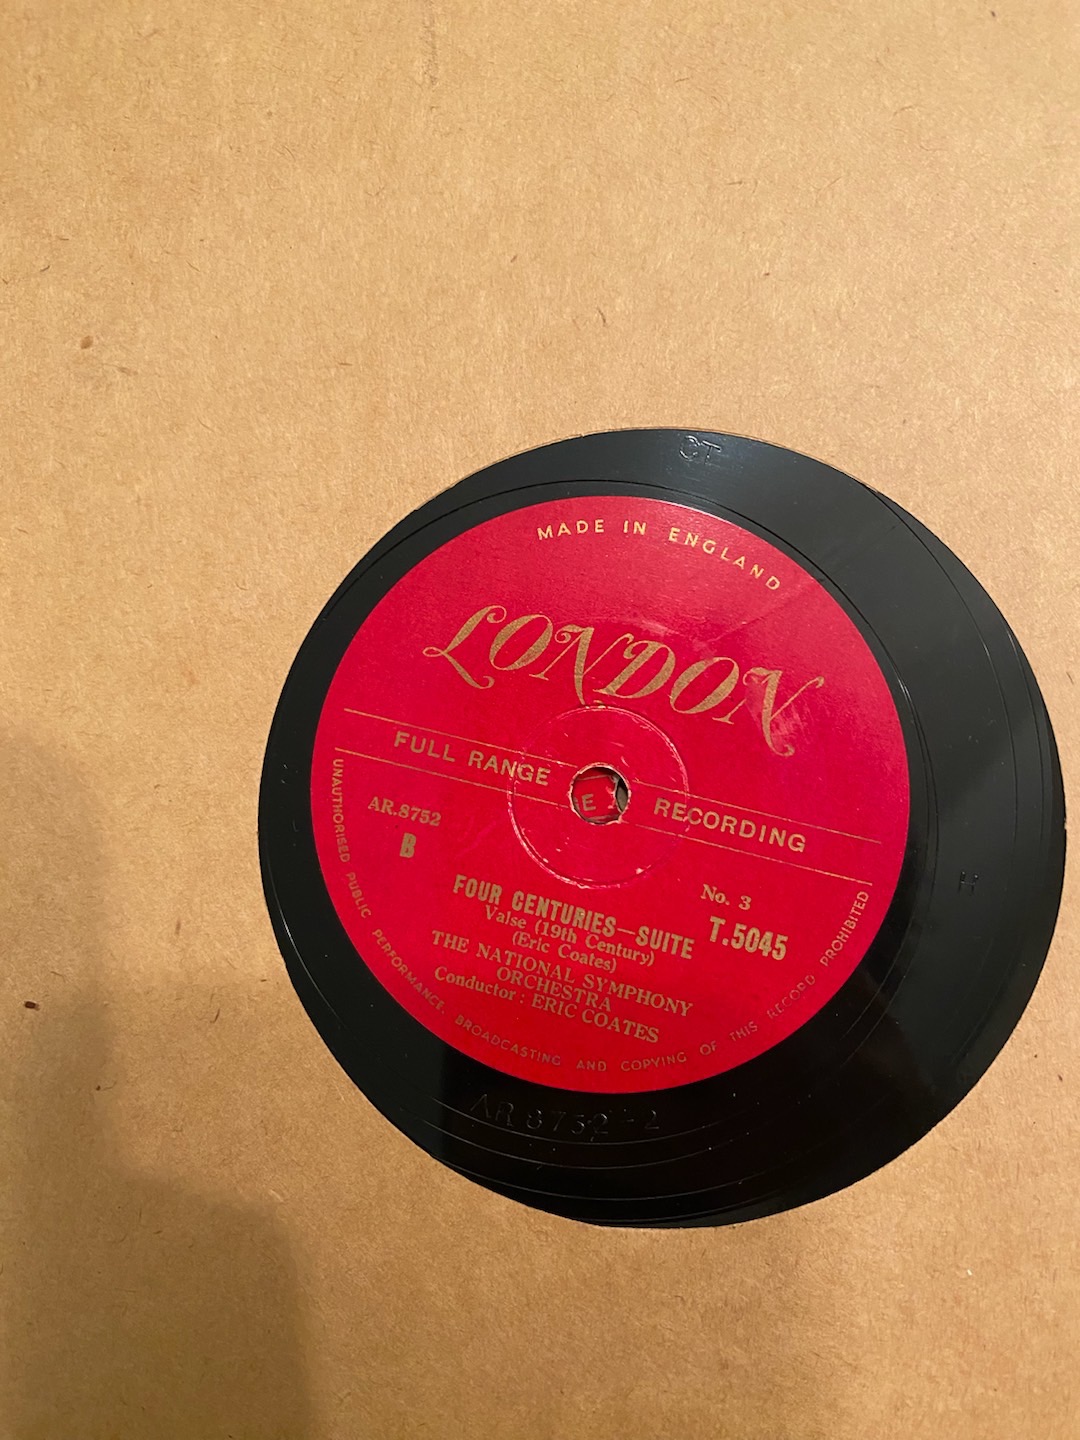 CT
MADE IN ENGLAND
LONDON
FULL RANGE RECORDING
AR.8752
B
No. 3
T.5045
FOUR CENTURIES—SUITE
Valse (19th Century)
(Eric Coates)
THE NATIONAL SYMPHONY
ORCHESTRA
Conductor : ERIC COATES
UNAUTHORISED PUBLIC PERFORMANCE, BROADCASTING AND COPYING OF THIS RECORD PROHIBITED
H
AR 8752-2